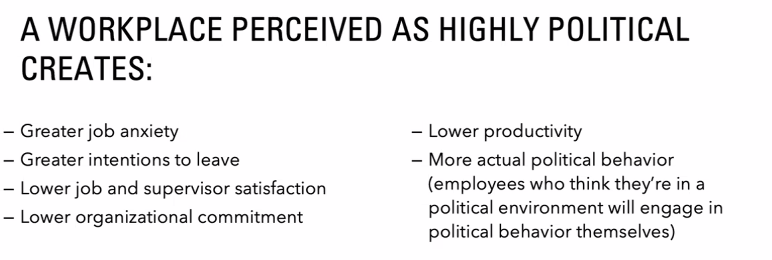 A WORKPLACE PERCEIVED AS HIGHLY POLITICAL
CREATES:
– Greater job anxiety
– Greater intentions to leave
– Lower job and supervisor satisfaction
– Lower organizational commitment
– Lower productivity
– More actual political behavior
(employees who think they’re in a
political environment will engage in
political behavior themselves)